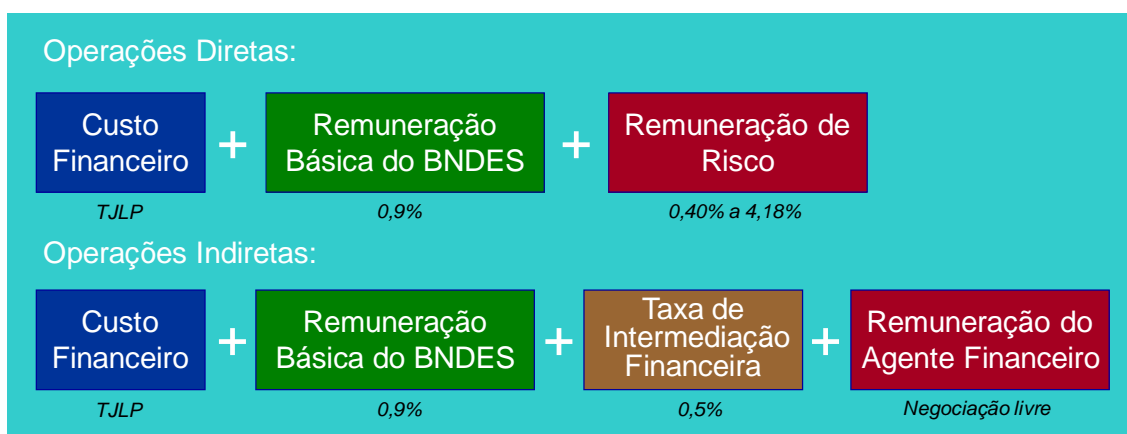 Operações Diretas:
Custo
Financeiro
+
Remuneração
Básica do BNDES
+
Remuneração de
Risco
TJLP
0,9%
0,40% a 4,18%
Operações Indiretas:
Custo
Financeiro
+
Remuneração
Básica do BNDES
+
Taxa de
Intermediação
Financeira
+
Remuneração do
Agente Financeiro
TJLP
0,9%
0,5%
Negociação livre